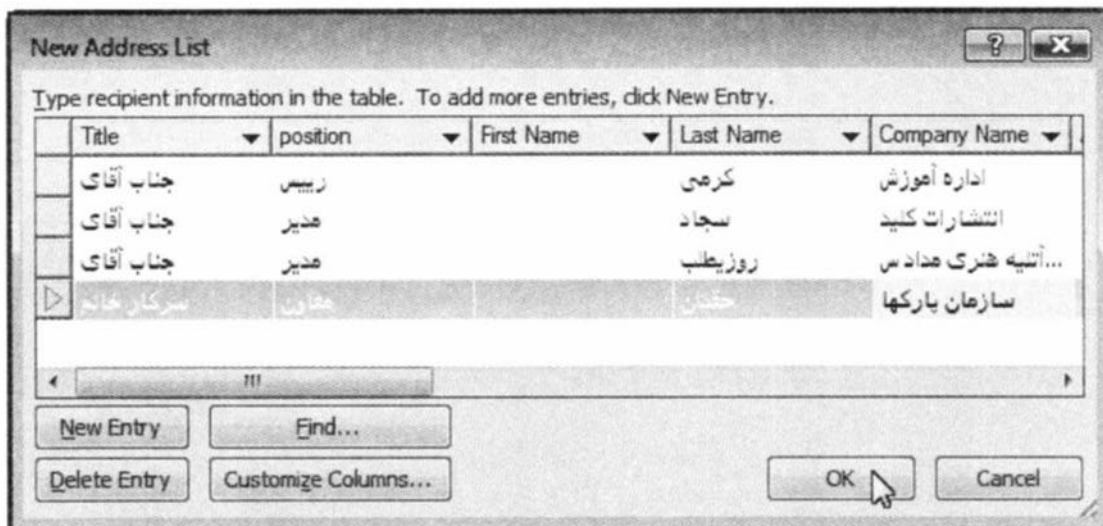 New Address List
Type recipient information in the table. To add more entries, click New Entry.
Title position First Name Last Name Company Name
جناب آقای رییس کرمی اداره آموزش
جناب آقای مدیر سجاد انتشارات کلید
جناب آقای مدیر روزیطلب آتلیه هنری مداد س...
سرکار خانم معاون سازمان پارکها
New Entry Find...
Delete Entry Customize Columns... OK Cancel